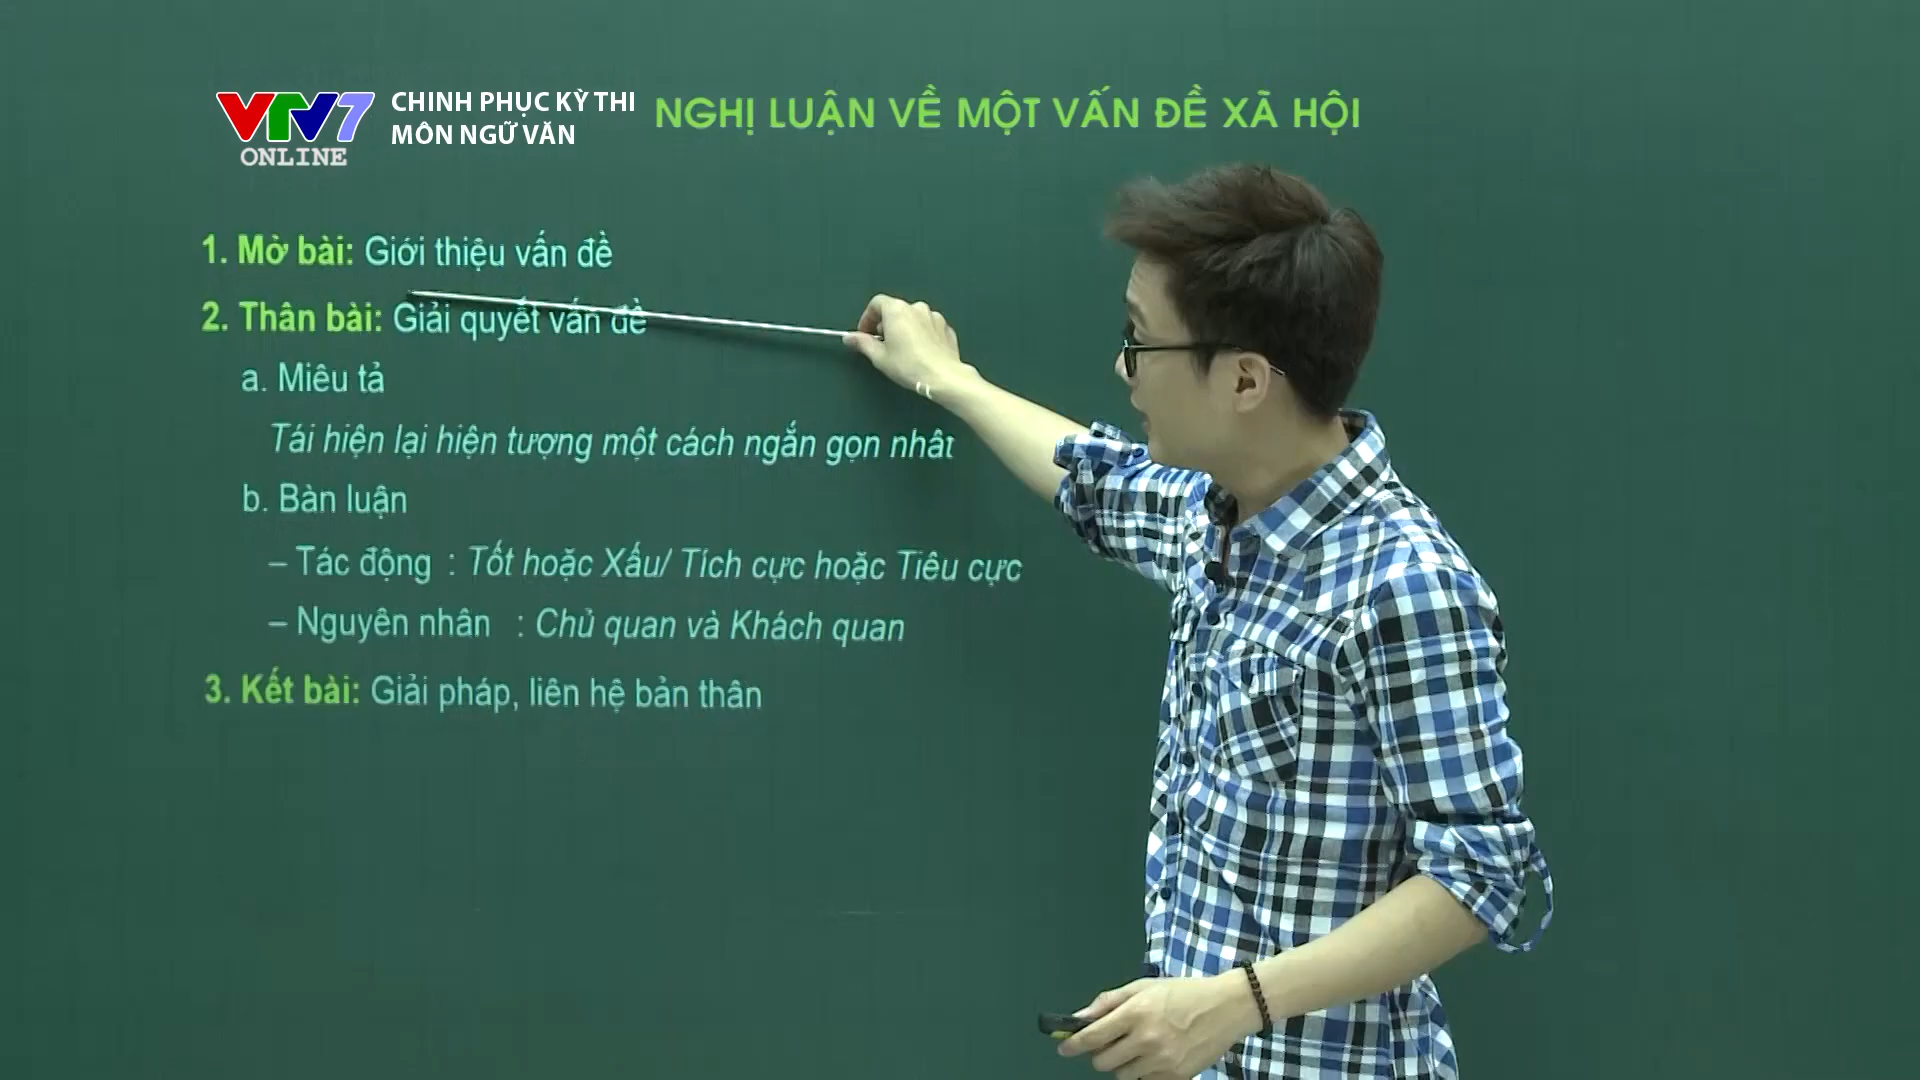 VTV7
ONLINE
CHINH PHỤC KỲ THI
MÔN NGỮ VĂN
NGHỊ LUẬN VỀ MỘT VẤN ĐỀ XÃ HỘI
1. Mở bài: Giới thiệu vấn đề
2. Thân bài: Giải quyết vấn đề
a. Miêu tả
Tái hiện lại hiện tượng một cách ngắn gọn nhất
b. Bàn luận
– Tác động : Tốt hoặc Xấu/ Tích cực hoặc Tiêu cực
– Nguyên nhân : Chủ quan và Khách quan
3. Kết bài: Giải pháp, liên hệ bản thân